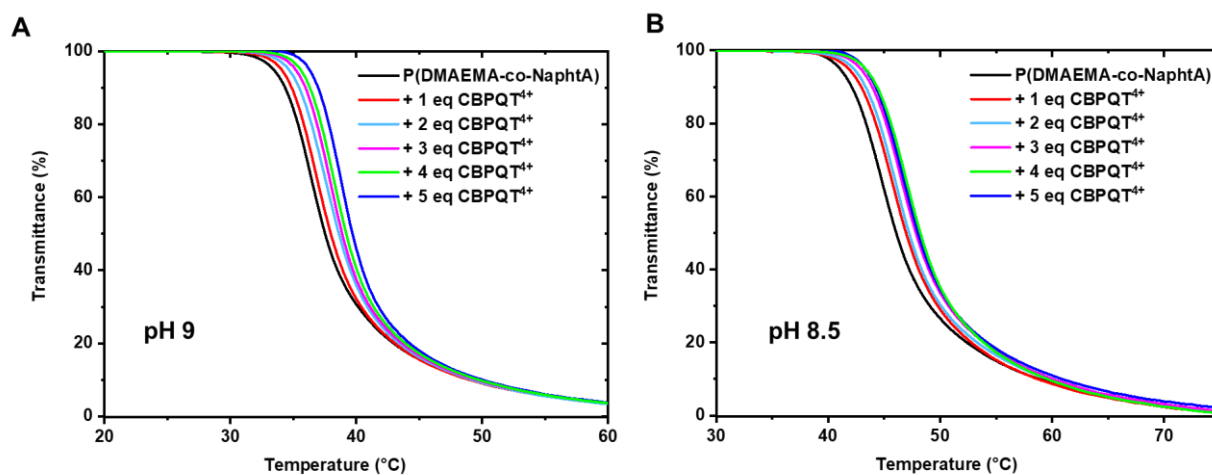 A
100
80
60
40
20
0
Transmittance (%)
P(DMAEMA-co-NaphtA)
+ 1 eq CBPQT4+
+ 2 eq CBPQT4+
+ 3 eq CBPQT4+
+ 4 eq CBPQT4+
+ 5 eq CBPQT4+
pH 9
20 30 40 50 60
Temperature (°C)
B
100
80
60
40
20
0
Transmittance (%)
P(DMAEMA-co-NaphtA)
+ 1 eq CBPQT4+
+ 2 eq CBPQT4+
+ 3 eq CBPQT4+
+ 4 eq CBPQT4+
+ 5 eq CBPQT4+
pH 8.5
30 40 50 60 70
Temperature (°C)